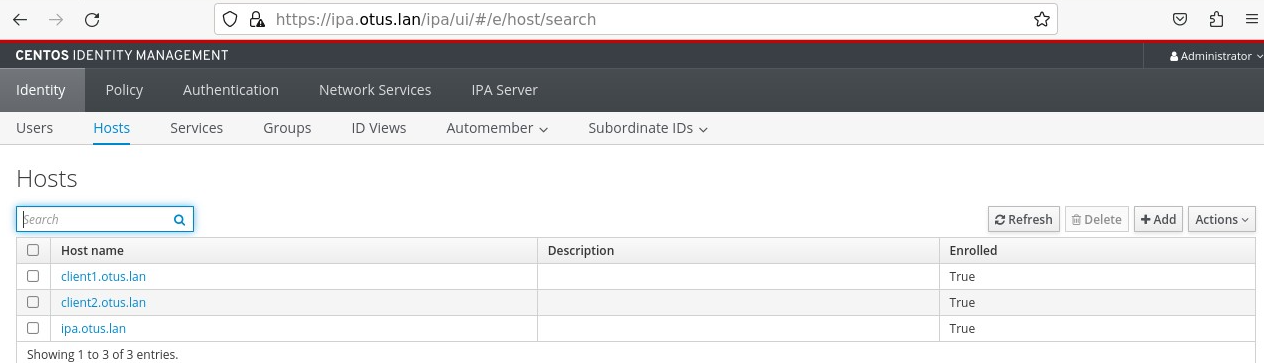 https://ipa.otus.lan/ipa/ui/#/e/host/search
CENTOS IDENTITY MANAGEMENT Administrator
Identity Policy Authentication Network Services IPA Server
Users Hosts Services Groups ID Views Automember Subordinate IDs
Hosts
Search Refresh Delete Add Actions
Host name Description Enrolled
client1.otus.lan True
client2.otus.lan True
ipa.otus.lan True
Showing 1 to 3 of 3 entries.